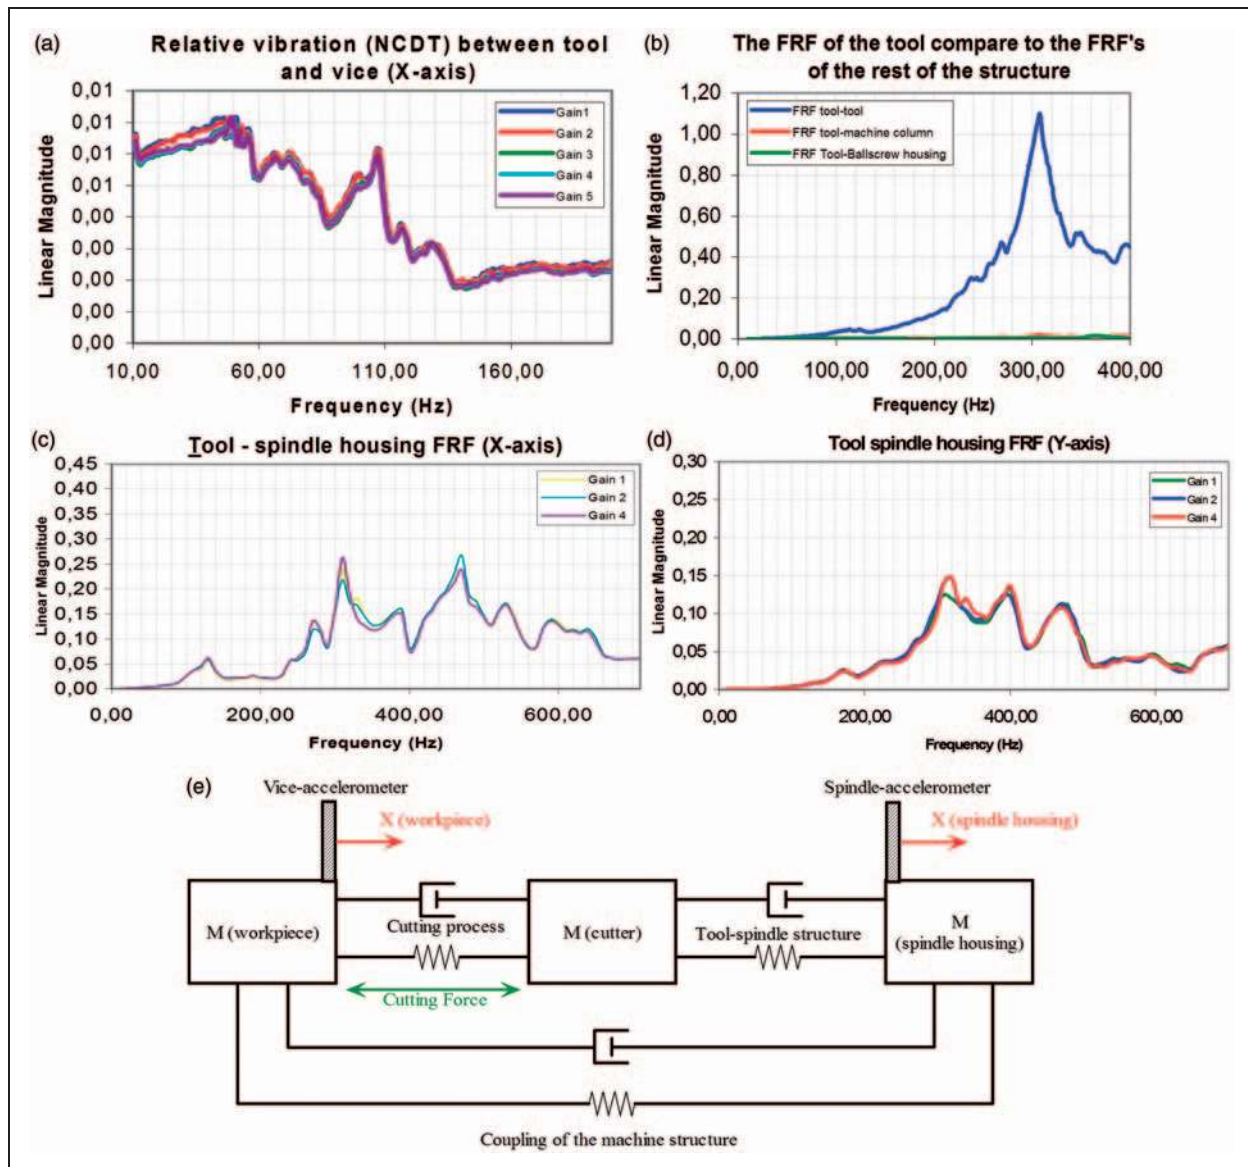 (a)
Relative vibration (NCDT) between tool
and vice (X-axis)
0,01
0,01
0,01
0,01
0,00
0,00
0,00
0,00
0,00
Linear Magnitude
Gain1
Gain 2
Gain 3
Gain 4
Gain 5
10,00 60,00 110,00 160,00
Frequency (Hz)
(b)
The FRF of the tool compare to the FRF's
of the rest of the structure
1,20
1,00
0,80
0,60
0,40
0,20
0,00
Linear Magnitude
FRF tool-tool
FRF tool-machine column
FRF Tool-Ballscrew housing
0,00 100,00 200,00 300,00 400,00
Frequency (Hz)
(c)
Tool - spindle housing FRF (X-axis)
0,45
0,40
0,35
0,30
0,25
0,20
0,15
0,10
0,05
0,00
Linear Magnitude
Gain 1
Gain 2
Gain 4
0,00 200,00 400,00 600,00
Frequency (Hz)
(d)
Tool spindle housing FRF (Y-axis)
0,30
0,25
0,20
0,15
0,10
0,05
0,00
Linear Magnitude
Gain 1
Gain 2
Gain 4
0,00 200,00 400,00 600,00
Frequency (Hz)
(e)
Vice-accelerometer
Spindle-accelerometer
X (workpiece)
X (spindle housing)
M (workpiece)
Cutting process
M (cutter)
Tool-spindle structure
M
(spindle housing)
Cutting Force
Coupling of the machine structure